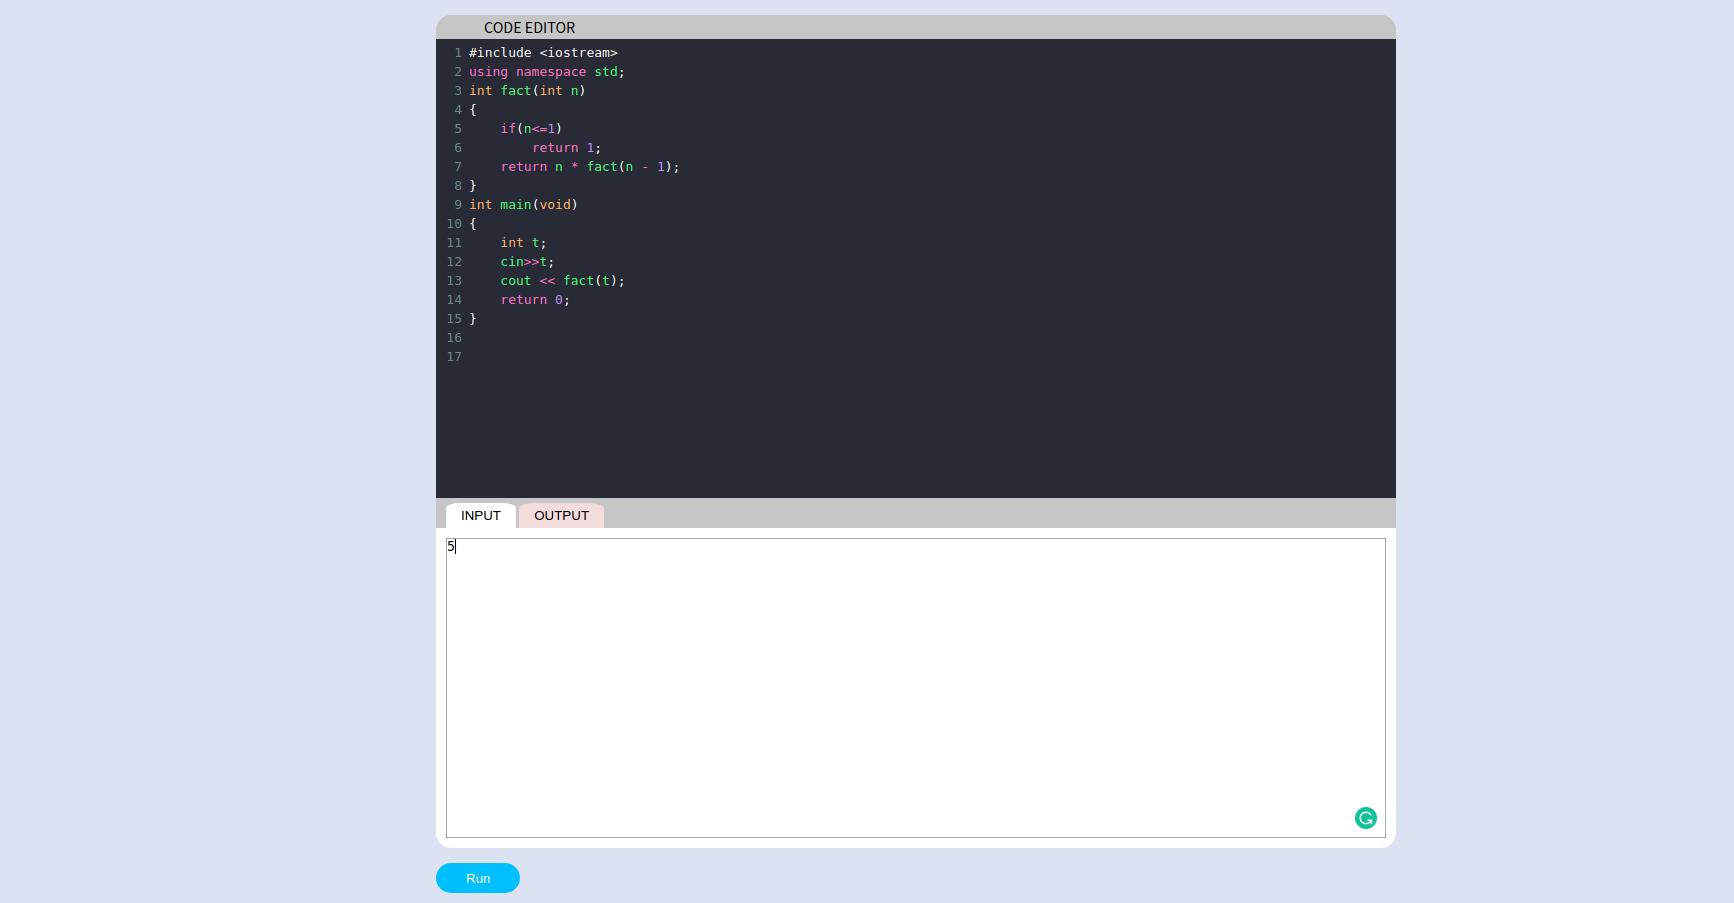 CODE EDITOR
1 #include <iostream>
2 using namespace std;
3 int fact(int n)
4 {
5     if(n<=1)
6         return 1;
7     return n * fact(n - 1);
8 }
9 int main(void)
10 {
11     int t;
12     cin>>t;
13     cout << fact(t);
14     return 0;
15 }
16
17
INPUT OUTPUT
5
Run